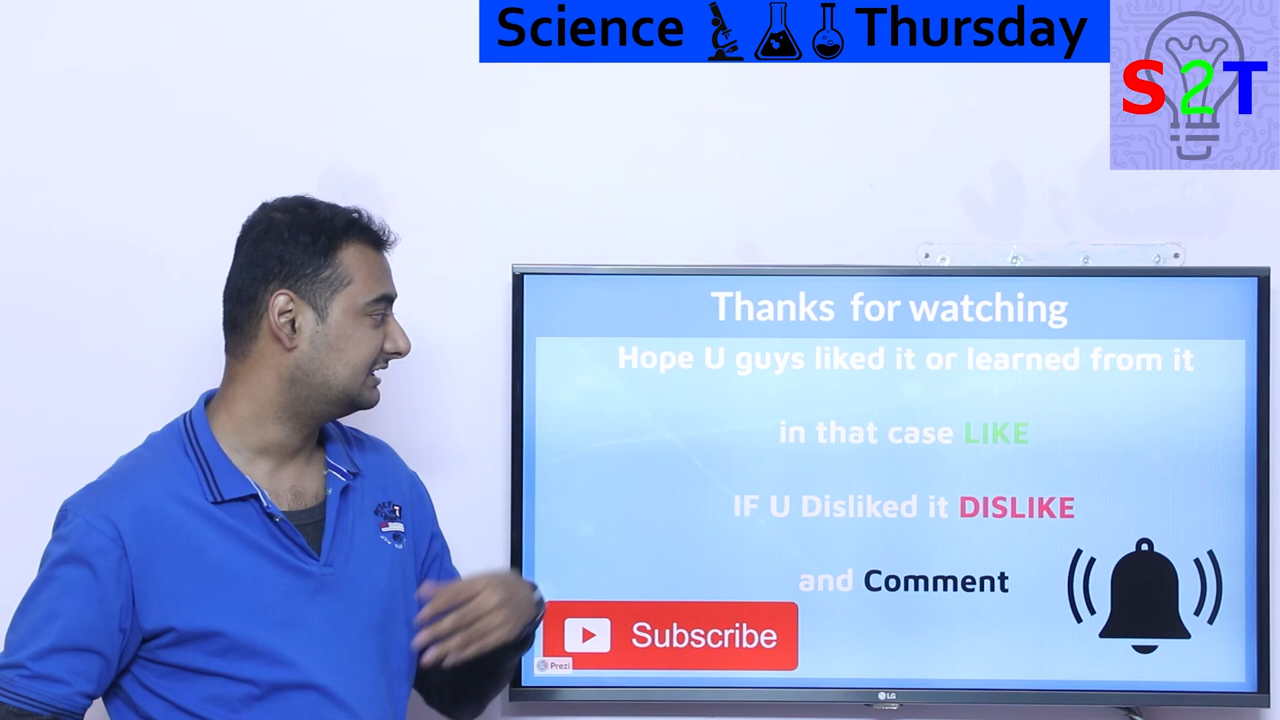 Science Thursday
S2T
Thanks for watching
Hope U guys liked it or learned from it
in that case LIKE
IF U Disliked it DISLIKE
and Comment
Subscribe
Prezi
LG